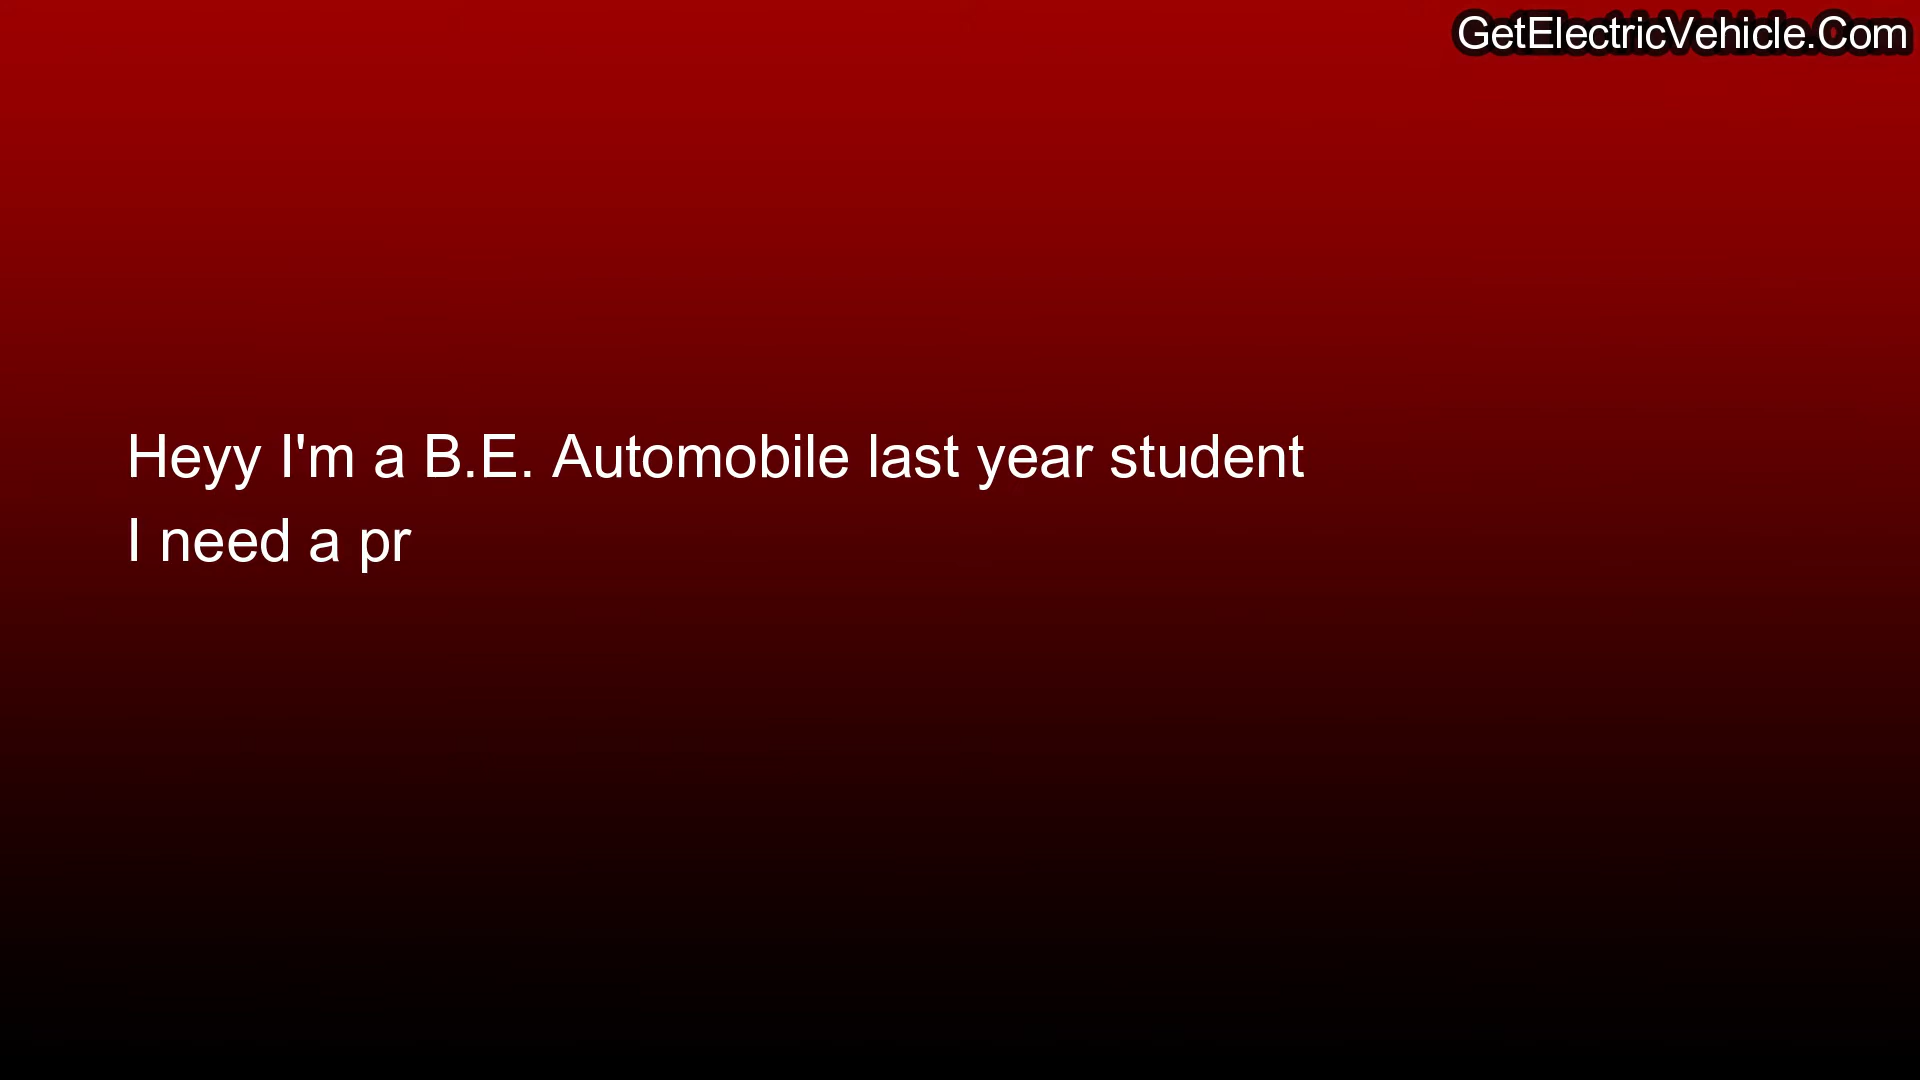 GetElectricVehicle.Com
Heyy I'm a B.E. Automobile last year student
I need a pr